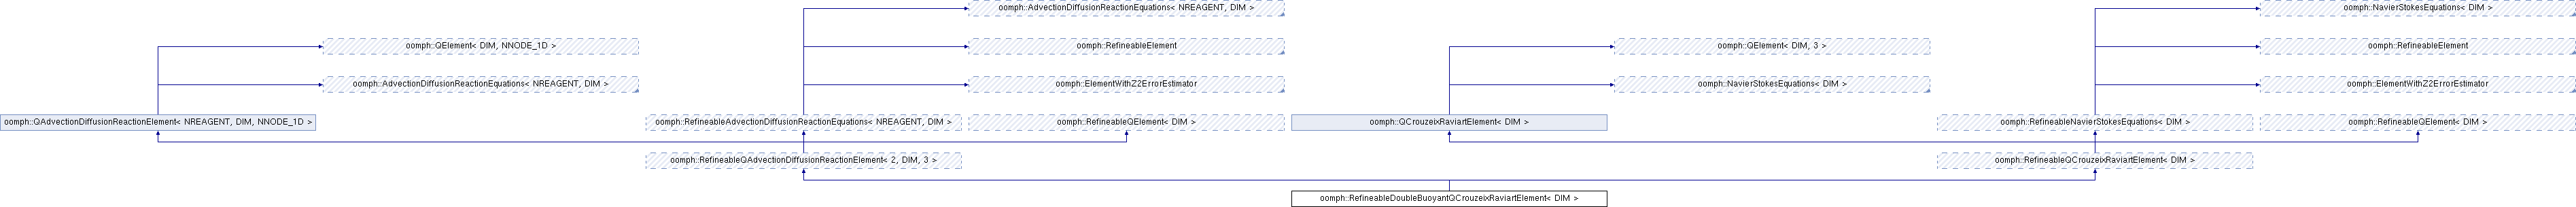 oomph::AdvectionDiffusionReactionEquations< NREAGENT, DIM >
oomph::NavierStokesEquations< DIM >
oomph::QElement< DIM, NNODE_1D >
oomph::RefineableElement
oomph::QElement< DIM, 3 >
oomph::RefineableElement
oomph::AdvectionDiffusionReactionEquations< NREAGENT, DIM >
oomph::ElementWithZ2ErrorEstimator
oomph::NavierStokesEquations< DIM >
oomph::ElementWithZ2ErrorEstimator
oomph::QAdvectionDiffusionReactionElement< NREAGENT, DIM, NNODE_1D >
oomph::RefineableAdvectionDiffusionReactionEquations< NREAGENT, DIM >
oomph::RefineableQElement< DIM >
oomph::QCrouzeixRaviartElement< DIM >
oomph::RefineableNavierStokesEquations< DIM >
oomph::RefineableQElement< DIM >
oomph::RefineableQAdvectionDiffusionReactionElement< 2, DIM, 3 >
oomph::RefineableQCrouzeixRaviartElement< DIM >
oomph::RefineableDoubleBuoyantQCrouzeixRaviartElement< DIM >